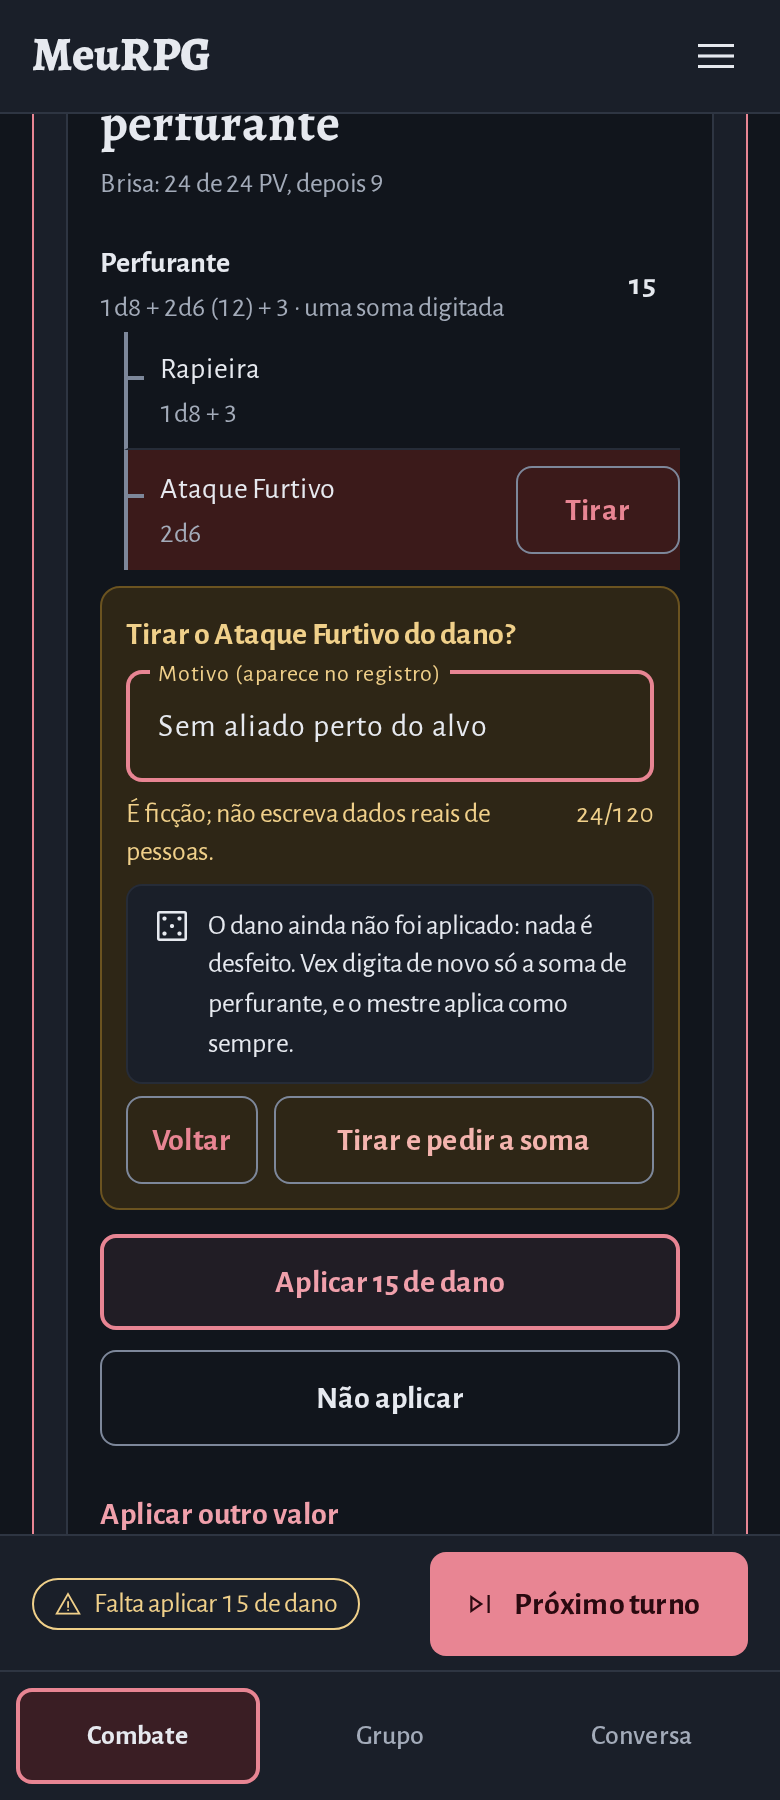 MeuRPG
perfurante
Brisa: 24 de 24 PV, depois 9
Perfurante
15
1d8 + 2d6 (12) + 3 · uma soma digitada
Rapieira
1d8 + 3
Ataque Furtivo
2d6
Tirar
Tirar o Ataque Furtivo do dano?
Motivo (aparece no registro)
Sem aliado perto do alvo
É ficção; não escreva dados reais de
pessoas.
24/120
O dano ainda não foi aplicado: nada é
desfeito. Vex digita de novo só a soma de
perfurante, e o mestre aplica como
sempre.
Voltar
Tirar e pedir a soma
Aplicar 15 de dano
Não aplicar
Aplicar outro valor
Falta aplicar 15 de dano
Próximo turno
Combate
Grupo
Conversa